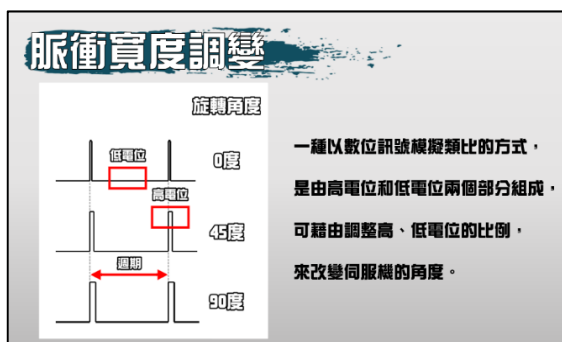 脈衝寬度調變
旋轉角度
低電位
0度
高電位
45度
週期
90度
一種以數位訊號模擬類比的方式，
是由高電位和低電位兩個部分組成，
可藉由調整高、低電位的比例，
來改變伺服機的角度。